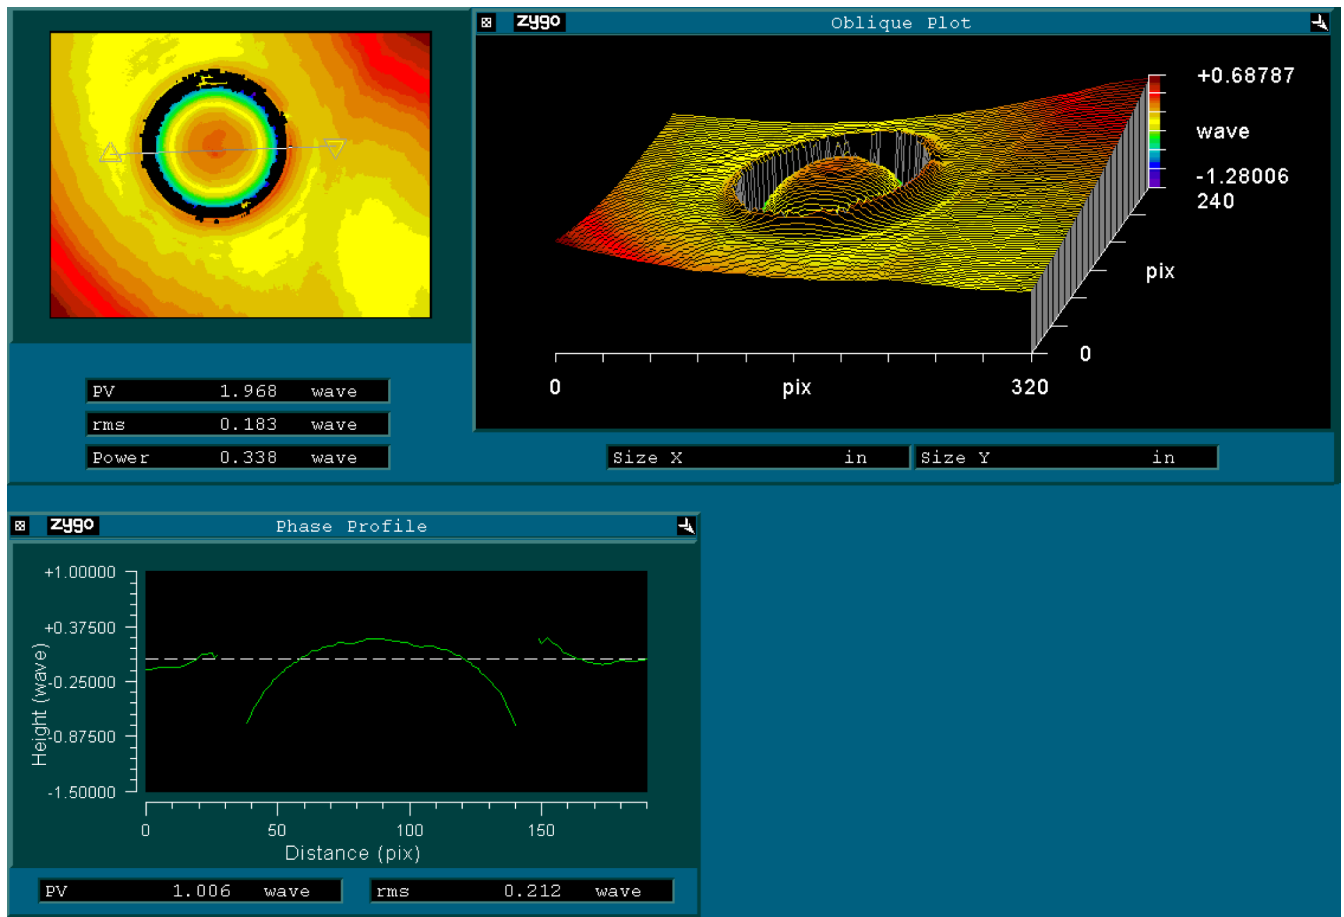 zygo Oblique Plot
+0.68787
wave
-1.28006
240
pix
0
0 pix 320
PV 1.968 wave
rms 0.183 wave
Power 0.338 wave
Size X in Size Y in
zygo Phase Profile
+1.00000
+0.37500
-0.25000
-0.87500
-1.50000
Height (wave)
0 50 100 150
Distance (pix)
PV 1.006 wave rms 0.212 wave